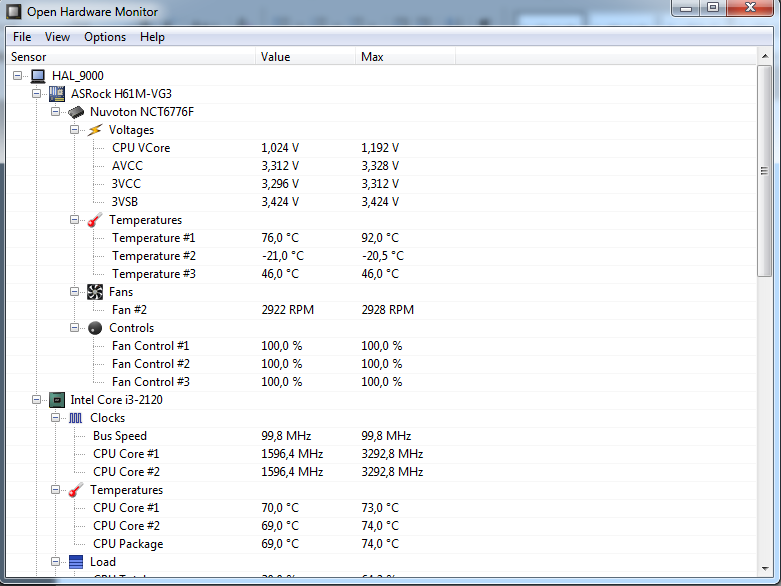 Open Hardware Monitor
File View Options Help
Sensor Value Max
HAL_9000
ASRock H61M-VG3
Nuvoton NCT6776F
Voltages
CPU VCore 1,024 V 1,192 V
AVCC 3,312 V 3,328 V
3VCC 3,296 V 3,312 V
3VSB 3,424 V 3,424 V
Temperatures
Temperature #1 76,0 °C 92,0 °C
Temperature #2 -21,0 °C -20,5 °C
Temperature #3 46,0 °C 46,0 °C
Fans
Fan #2 2922 RPM 2928 RPM
Controls
Fan Control #1 100,0 % 100,0 %
Fan Control #2 100,0 % 100,0 %
Fan Control #3 100,0 % 100,0 %
Intel Core i3-2120
Clocks
Bus Speed 99,8 MHz 99,8 MHz
CPU Core #1 1596,4 MHz 3292,8 MHz
CPU Core #2 1596,4 MHz 3292,8 MHz
Temperatures
CPU Core #1 70,0 °C 73,0 °C
CPU Core #2 69,0 °C 74,0 °C
CPU Package 69,0 °C 74,0 °C
Load